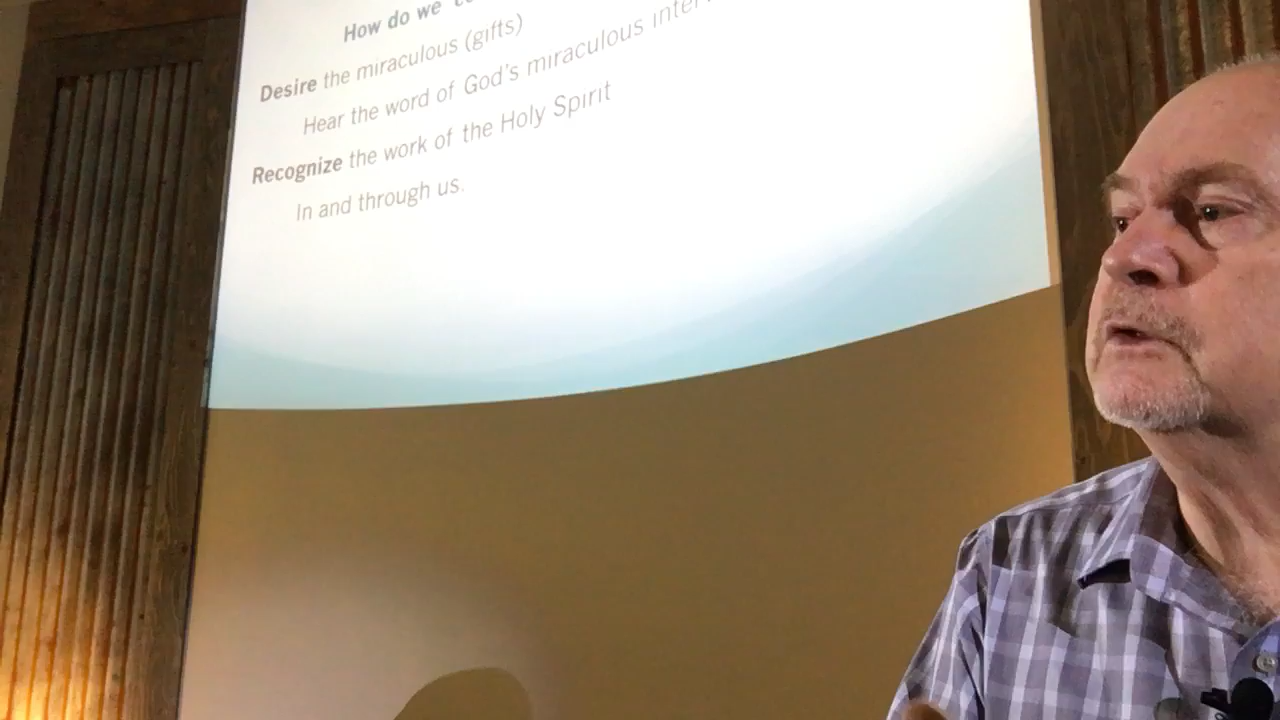 How do we
Desire the miraculous (gifts)
Hear the word of God's miraculous
Recognize the work of the Holy Spirit
In and through us.